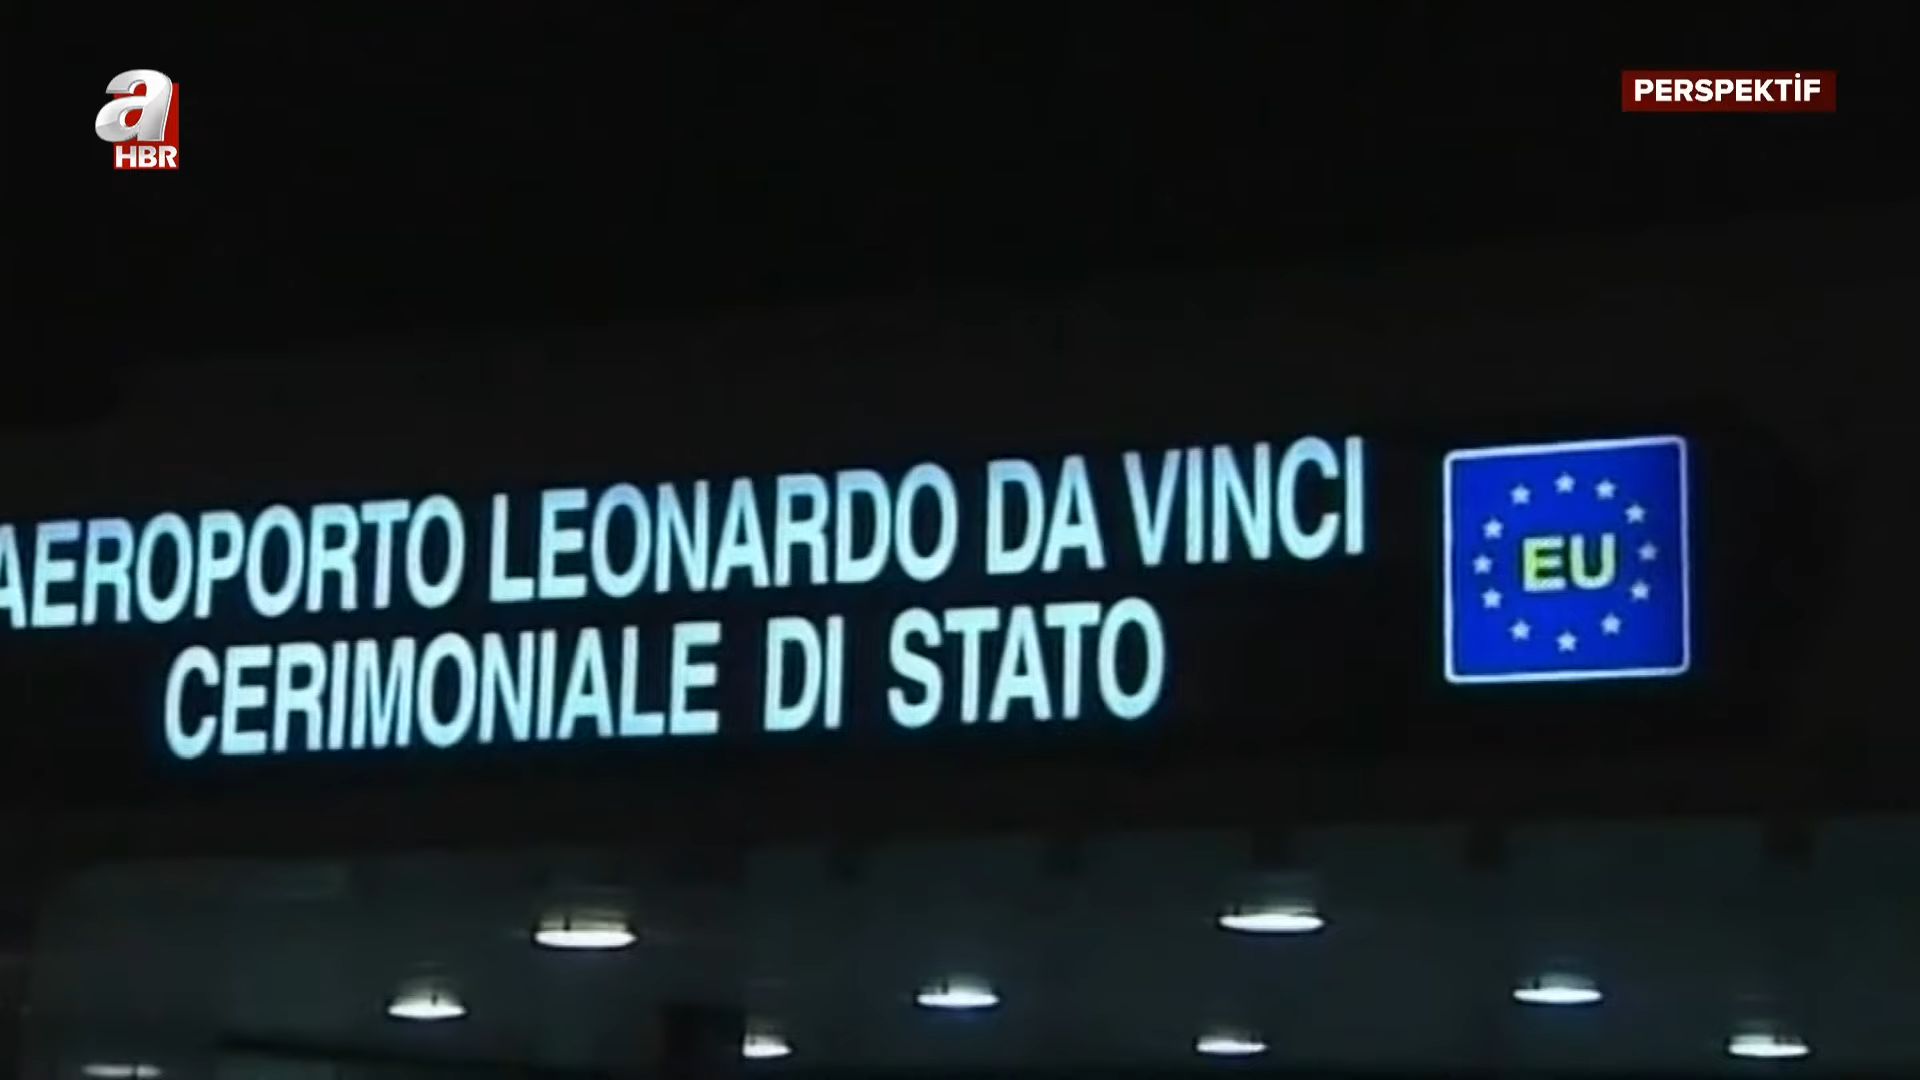 a
HBR
PERSPEKTİF
AEROPORTO LEONARDO DA VINCI
CERIMONIALE DI STATO
EU